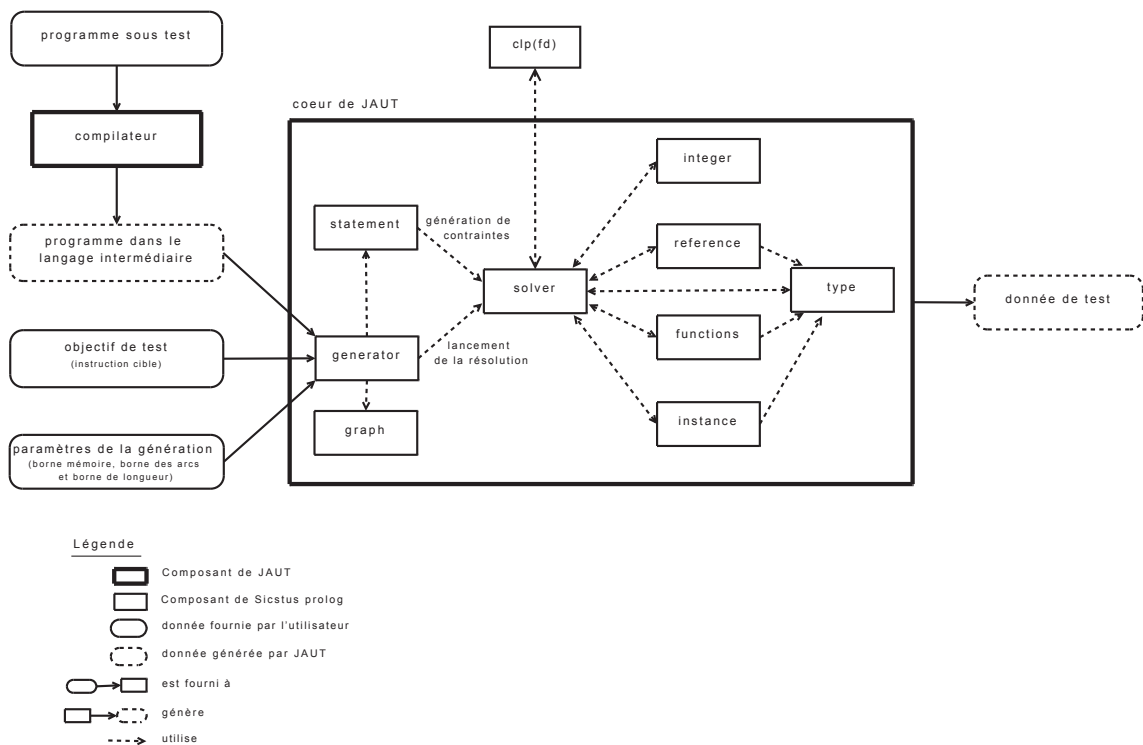 programme sous test
compilateur
programme dans le
langage intermédiaire
objectif de test
(instruction cible)
paramètres de la génération
(borne mémoire, borne des arcs
et borne de longueur)
clp(fd)
coeur de JAUT
statement
génération de
contraintes
generator
lancement
de la résolution
graph
solver
integer
reference
functions
instance
type
donnée de test
Légende
Composant de JAUT
Composant de Sicstus prolog
donnée fournie par l'utilisateur
donnée générée par JAUT
est fourni à
génère
utilise